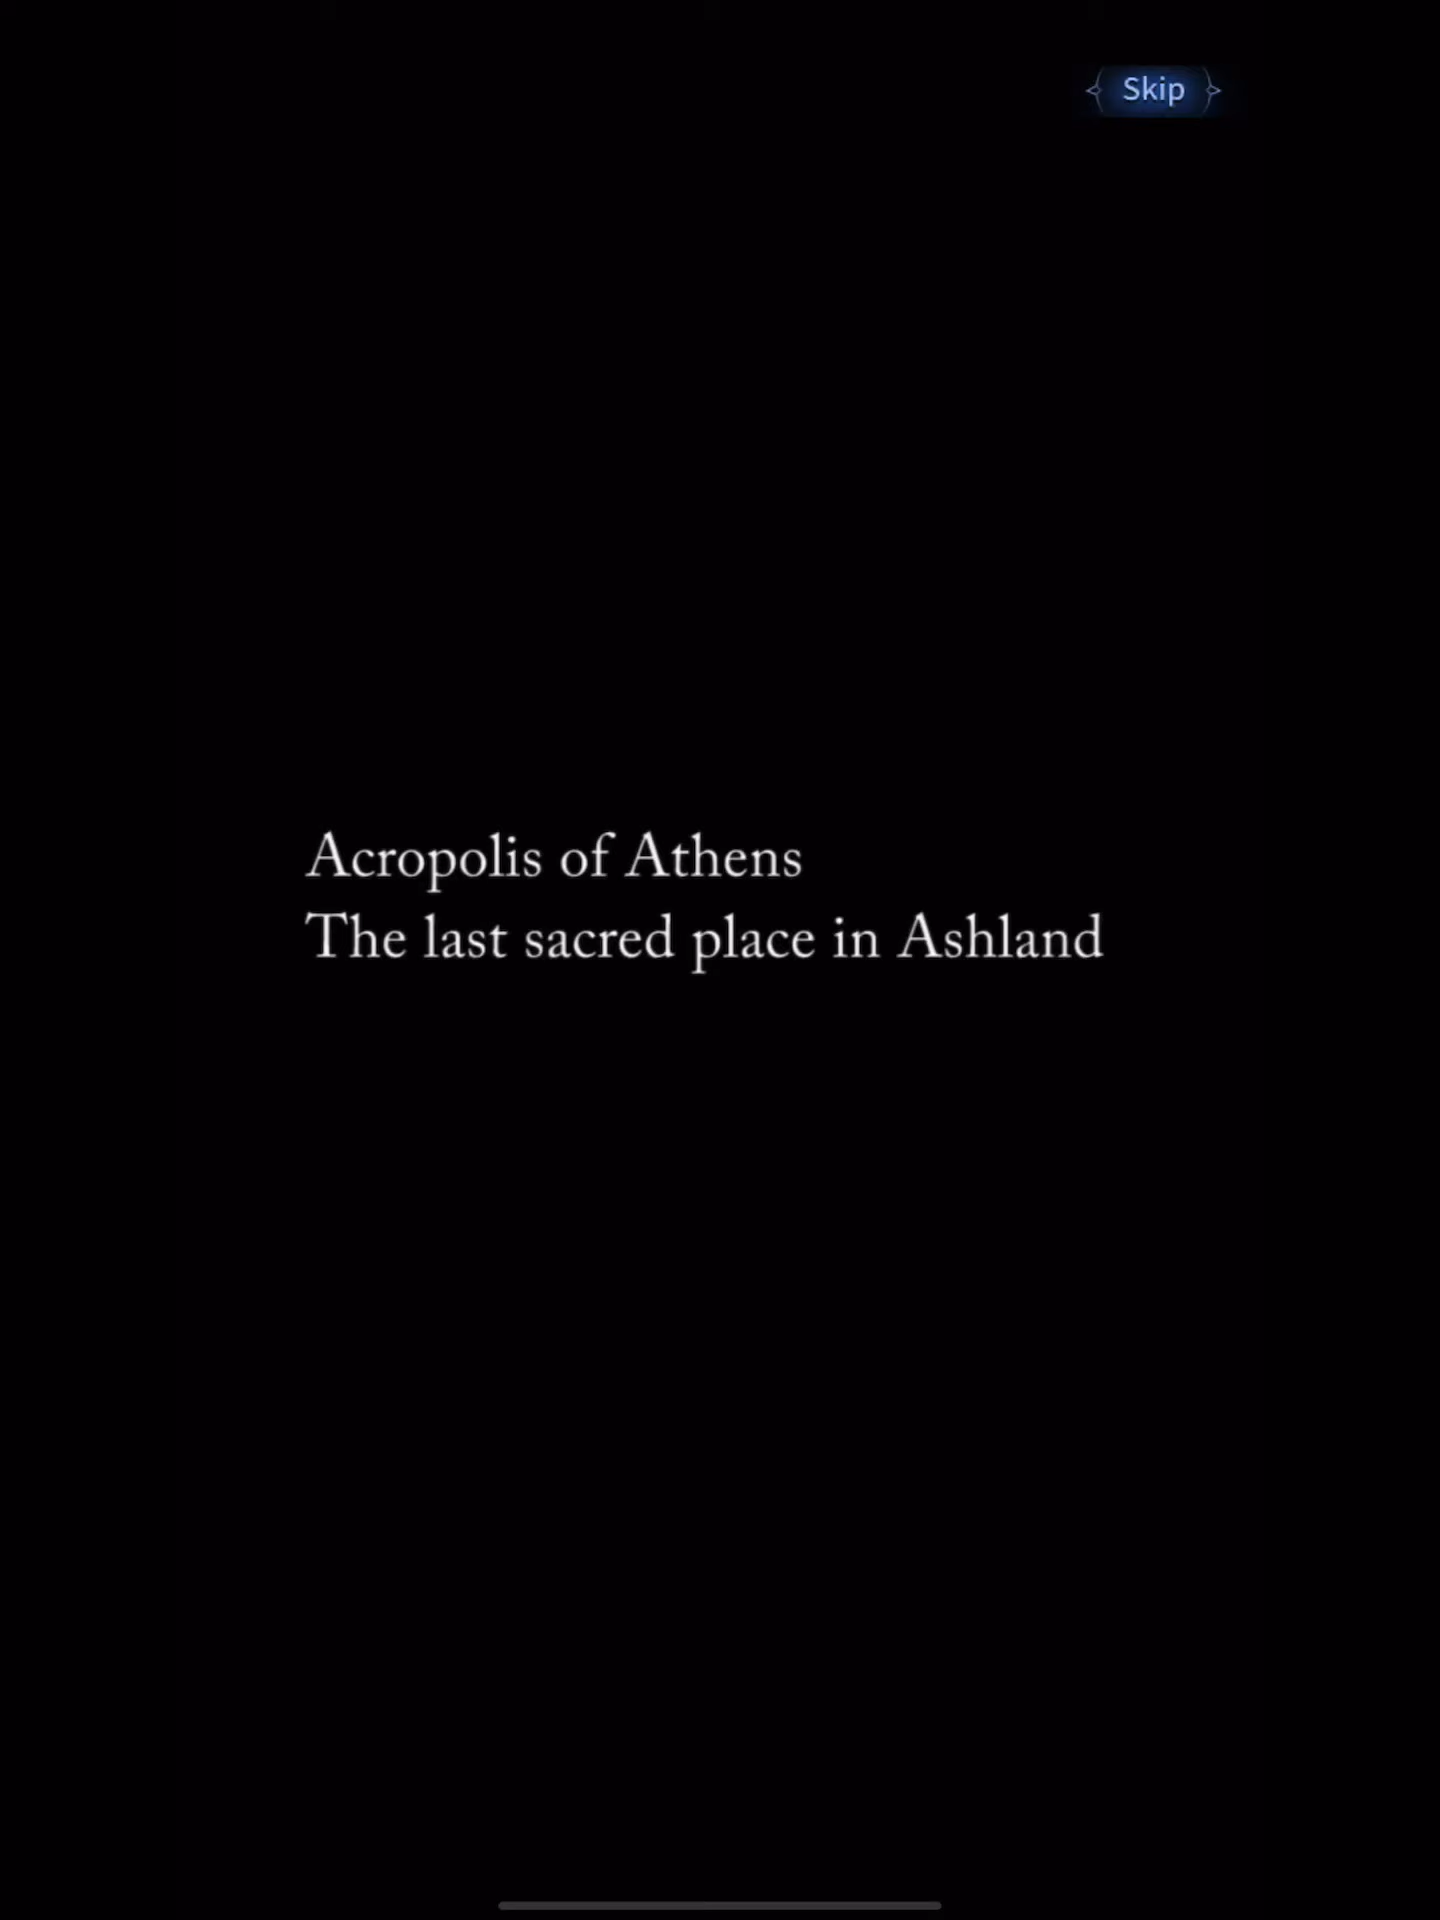 Skip
Acropolis of Athens
The last sacred place in Ashland